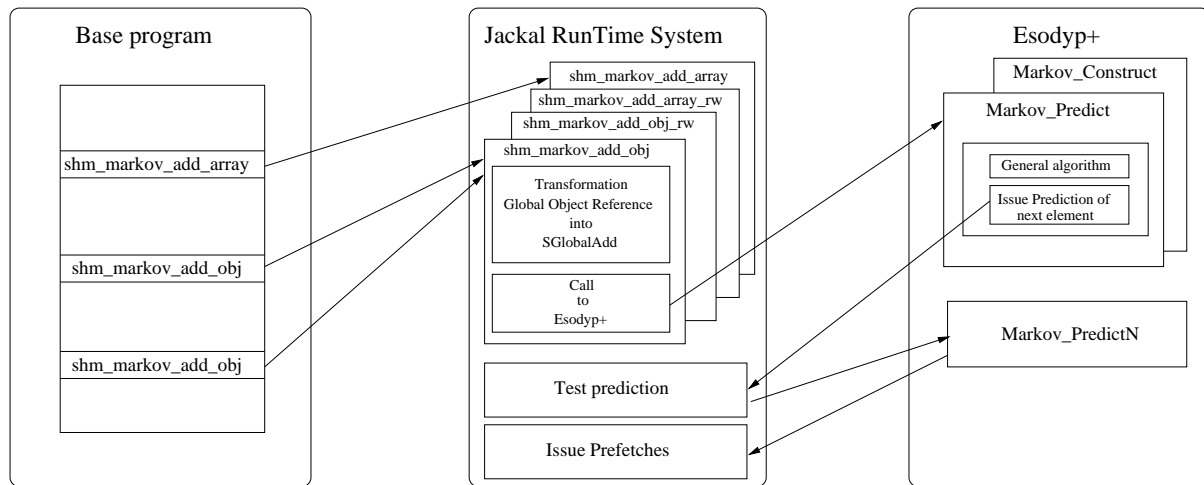 Base program
shm_markov_add_array
shm_markov_add_obj
shm_markov_add_obj
Jackal RunTime System
shm_markov_add_array
shm_markov_add_array_rw
shm_markov_add_obj_rw
shm_markov_add_obj
Transformation
Global Object Reference
into
SGlobalAdd
Call
to
Esodyp+
Test prediction
Issue Prefetches
Esodyp+
Markov_Construct
Markov_Predict
General algorithm
Issue Prediction of
next element
Markov_PredictN